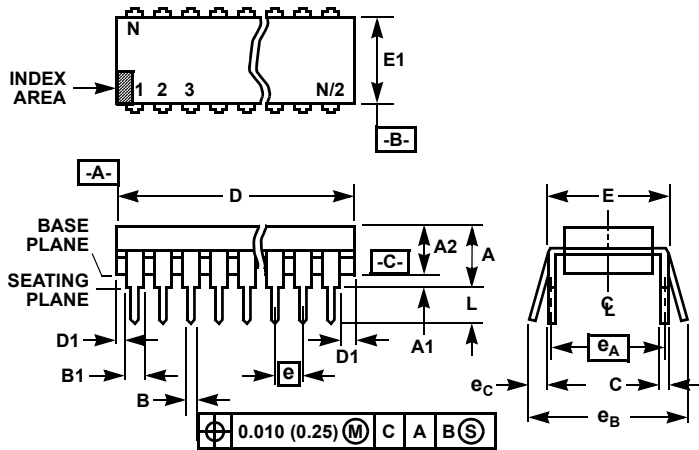 N
E1
INDEX
AREA
1 2 3 N/2
-B-
-A-
D
E
BASE
PLANE
A2
A
-C-
SEATING
PLANE
L
℄
D1
A1
D1
eA
B1
e
eC
C
B
eB
0.010 (0.25) Ⓜ C A B Ⓢ